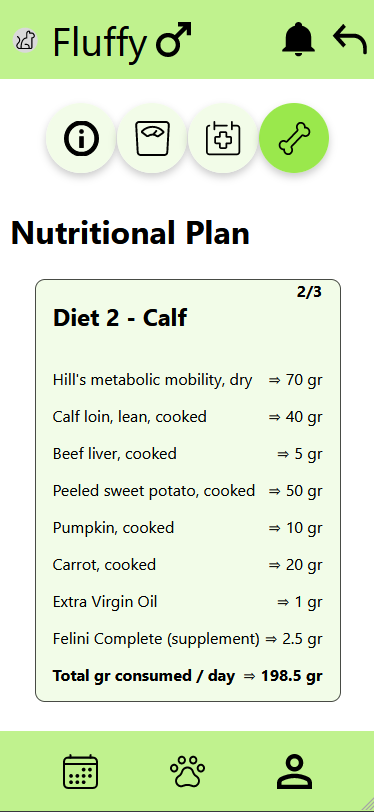 Fluffy
Nutritional Plan
2/3
Diet 2 - Calf
Hill's metabolic mobility, dry ⇒ 70 gr
Calf loin, lean, cooked ⇒ 40 gr
Beef liver, cooked ⇒ 5 gr
Peeled sweet potato, cooked ⇒ 50 gr
Pumpkin, cooked ⇒ 10 gr
Carrot, cooked ⇒ 20 gr
Extra Virgin Oil ⇒ 1 gr
Felini Complete (supplement) ⇒ 2.5 gr
Total gr consumed / day ⇒ 198.5 gr